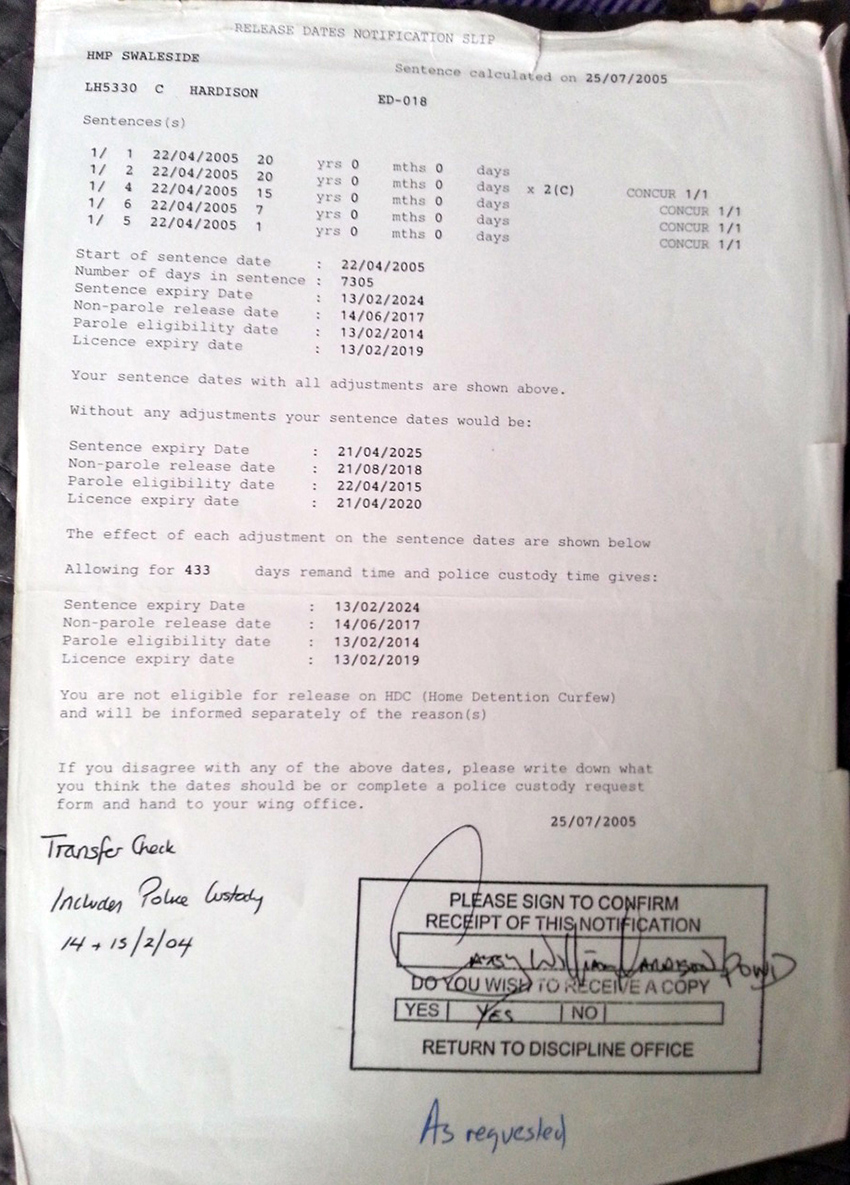 RELEASE DATES NOTIFICATION SLIP
HMP SWALESIDE
Sentence calculated on 25/07/2005
LH5330 C HARDISON ED-018
Sentences(s)
1/ 1 22/04/2005 20 yrs 0 mths 0 days
1/ 2 22/04/2005 20 yrs 0 mths 0 days x 2(C) CONCUR 1/1
1/ 4 22/04/2005 15 yrs 0 mths 0 days CONCUR 1/1
1/ 6 22/04/2005 7 yrs 0 mths 0 days CONCUR 1/1
1/ 5 22/04/2005 1 yrs 0 mths 0 days CONCUR 1/1
Start of sentence date : 22/04/2005
Number of days in sentence : 7305
Sentence expiry Date : 13/02/2024
Non-parole release date : 14/06/2017
Parole eligibility date : 13/02/2014
Licence expiry date : 13/02/2019
Your sentence dates with all adjustments are shown above.
Without any adjustments your sentence dates would be:
Sentence expiry Date : 21/04/2025
Non-parole release date : 21/08/2018
Parole eligibility date : 22/04/2015
Licence expiry date : 21/04/2020
The effect of each adjustment on the sentence dates are shown below
Allowing for 433 days remand time and police custody time gives:
Sentence expiry Date : 13/02/2024
Non-parole release date : 14/06/2017
Parole eligibility date : 13/02/2014
Licence expiry date : 13/02/2019
You are not eligible for release on HDC (Home Detention Curfew)
and will be informed separately of the reason(s)
If you disagree with any of the above dates, please write down what
you think the dates should be or complete a police custody request
form and hand to your wing office.
25/07/2005
Transfer Check
Includes Police Custody
14 + 15/2/04
PLEASE SIGN TO CONFIRM
RECEIPT OF THIS NOTIFICATION
William Hardison
DO YOU WISH TO RECEIVE A COPY
YES YES NO
RETURN TO DISCIPLINE OFFICE
As requested